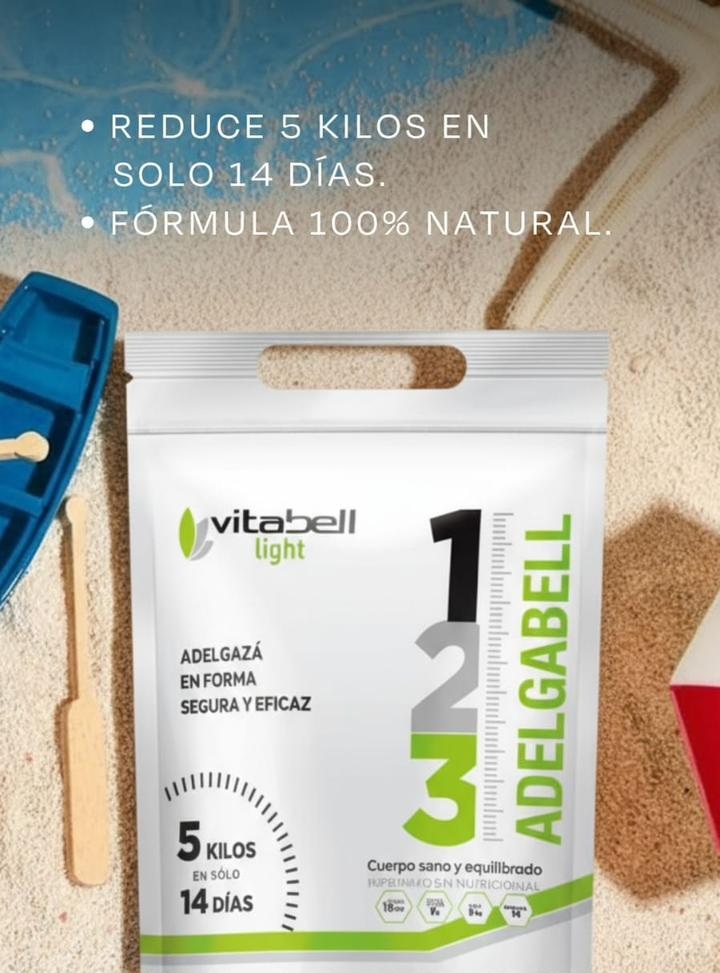 • REDUCE 5 KILOS EN
SOLO 14 DÍAS.
• FÓRMULA 100% NATURAL.
vitabell
light
1
2
3
ADELGABELL
ADELGAZÁ
EN FORMA
SEGURA Y EFICAZ
5 KILOS
EN SÓLO
14 DÍAS
Cuerpo sano y equilibrado